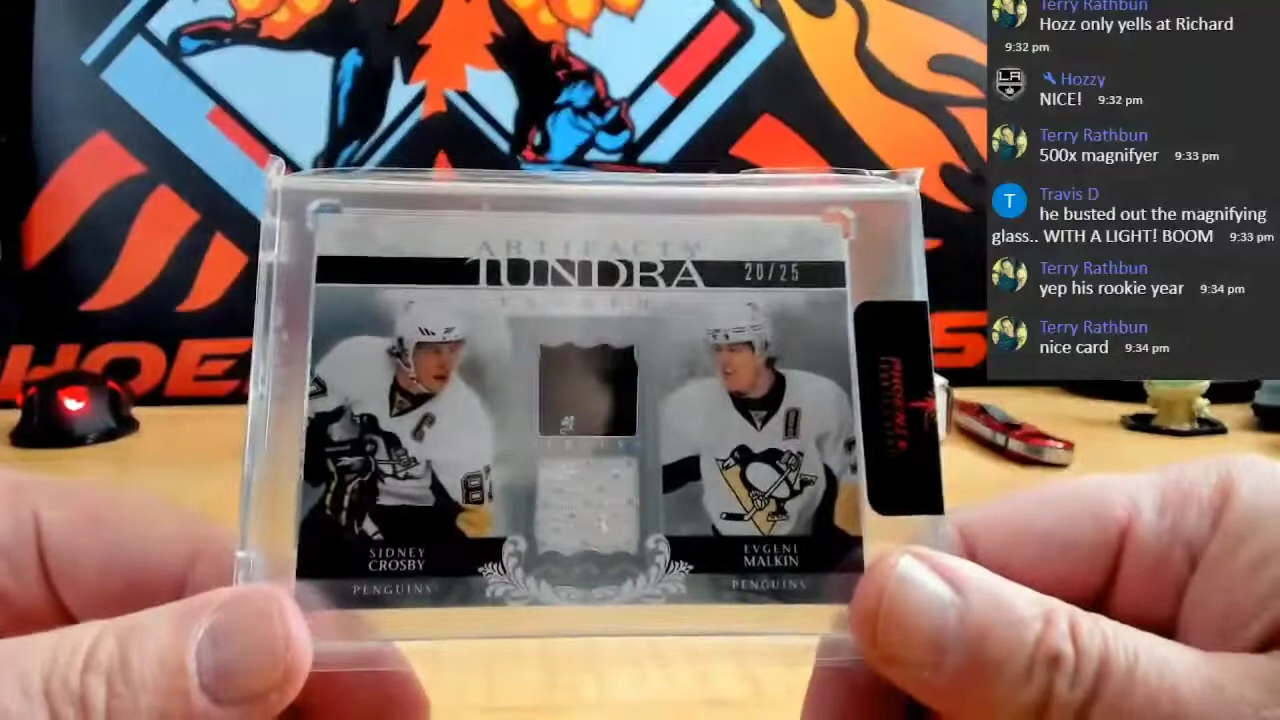 Terry Rathbun
Hozz only yells at Richard
9:32 pm
LA
Hozzy
NICE! 9:32 pm
Terry Rathbun
500x magnifyer 9:33 pm
T
Travis D
he busted out the magnifying
glass.. WITH A LIGHT! BOOM 9:33 pm
Terry Rathbun
yep his rookie year 9:34 pm
Terry Rathbun
nice card 9:34 pm
ARTIFACTS
TUNDRA
20/25
C
8
SIDNEY
CROSBY
PENGUINS
EVGENI
MALKIN
PENGUINS